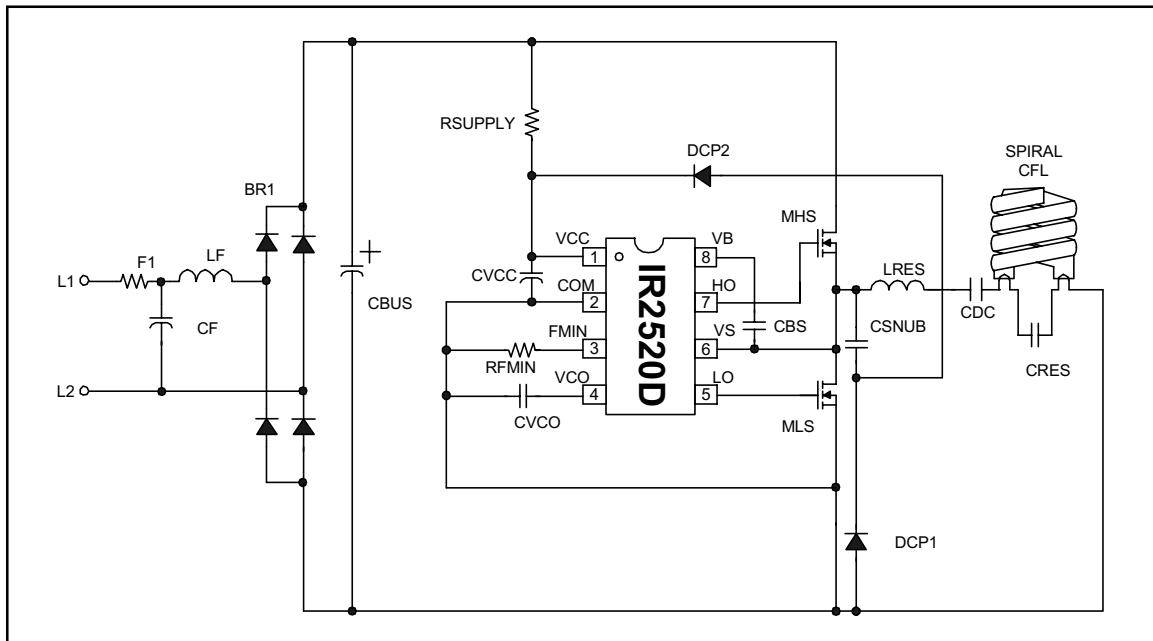 RSUPPLY
DCP2
SPIRAL
CFL
BR1
MHS
F1
LF
VCC
VB
LRES
L1
1
8
CVCC
COM
HO
CBUS
2
7
CDC
CSNUB
CF
IR2520D
FMIN
VS
CBS
3
6
RFMIN
CRES
VCO
LO
L2
4
5
CVCO
MLS
DCP1